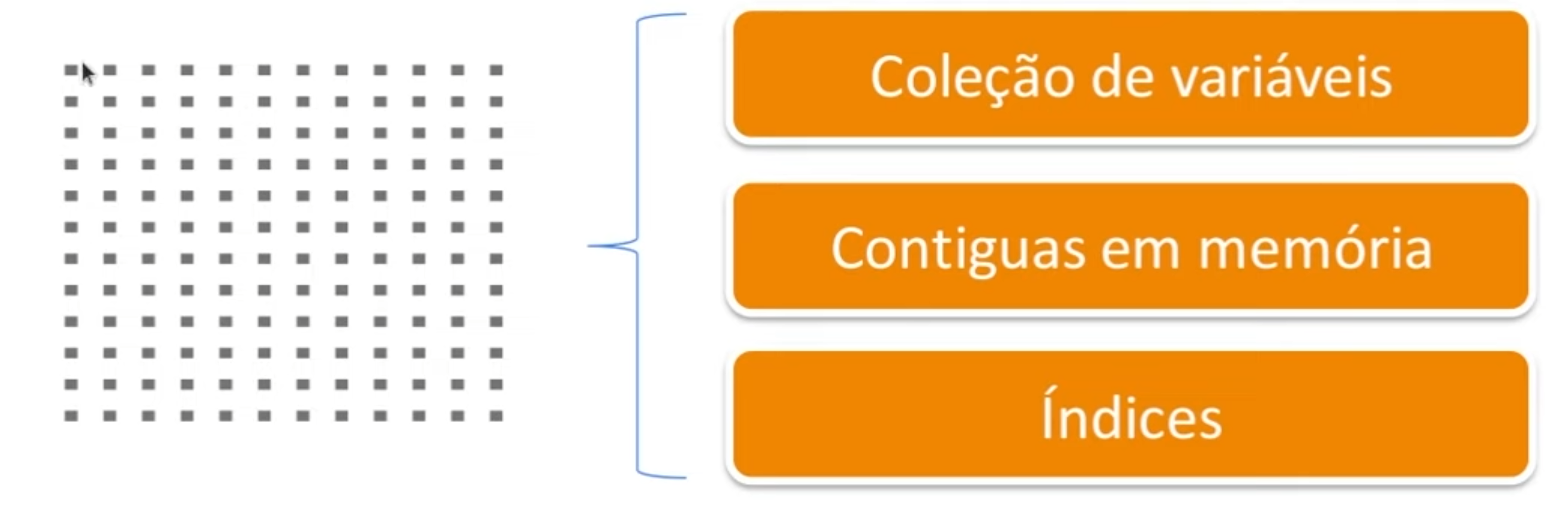 Coleção de variáveis
Contiguas em memória
Índices